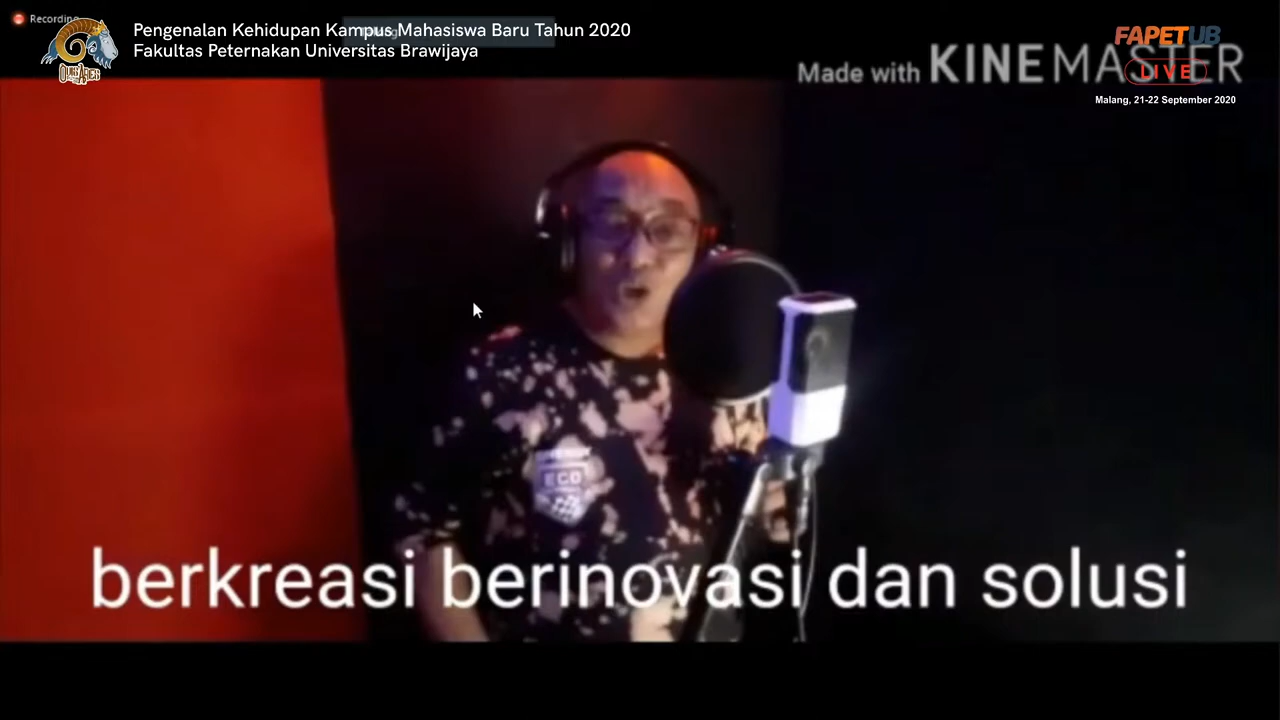 Recording
Pengenalan Kehidupan Kampus Mahasiswa Baru Tahun 2020
Fakultas Peternakan Universitas Brawijaya
FAPETUB
LIVE
Made with KINEMASTER
Malang, 21-22 September 2020
ECO
berkreasi berinovasi dan solusi